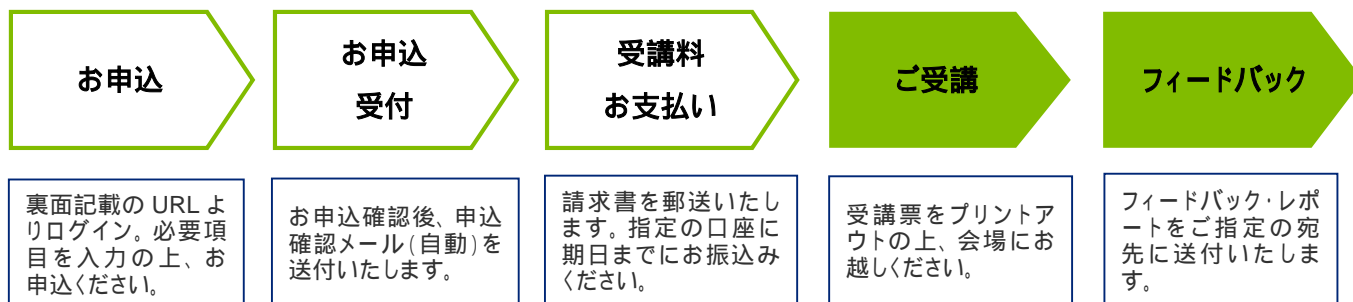 お申込
お申込
受付
受講料
お支払い
ご受講
フィードバック
裏面記載の URL よ
りログイン。必要項
目を入力の上、お
申込ください。
お申込確認後、申込
確認メール(自動)を
送付いたします。
請求書を郵送いたし
ます。指定の口座に
期日までにお振込み
ください。
受講票をプリントア
ウトの上、会場にお
越しください。
フィードバック・レポ
ートをご指定の宛
先に送付いたしま
す。